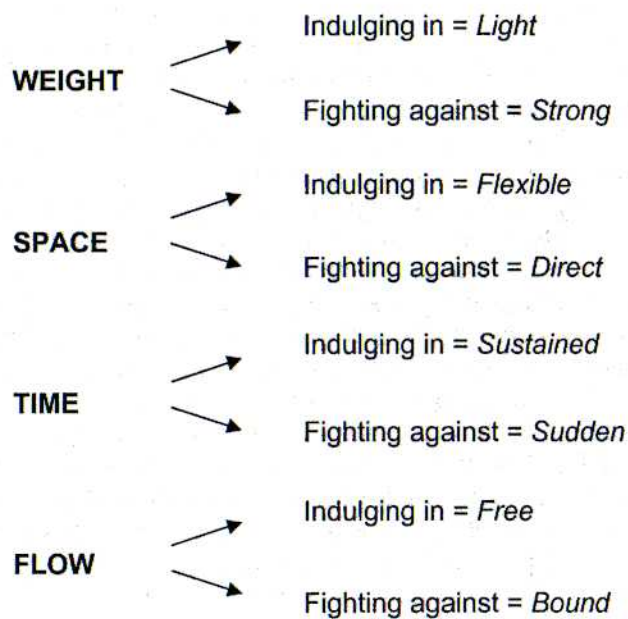 Indulging in = Light
WEIGHT
Fighting against = Strong
Indulging in = Flexible
SPACE
Fighting against = Direct
Indulging in = Sustained
TIME
Fighting against = Sudden
Indulging in = Free
FLOW
Fighting against = Bound